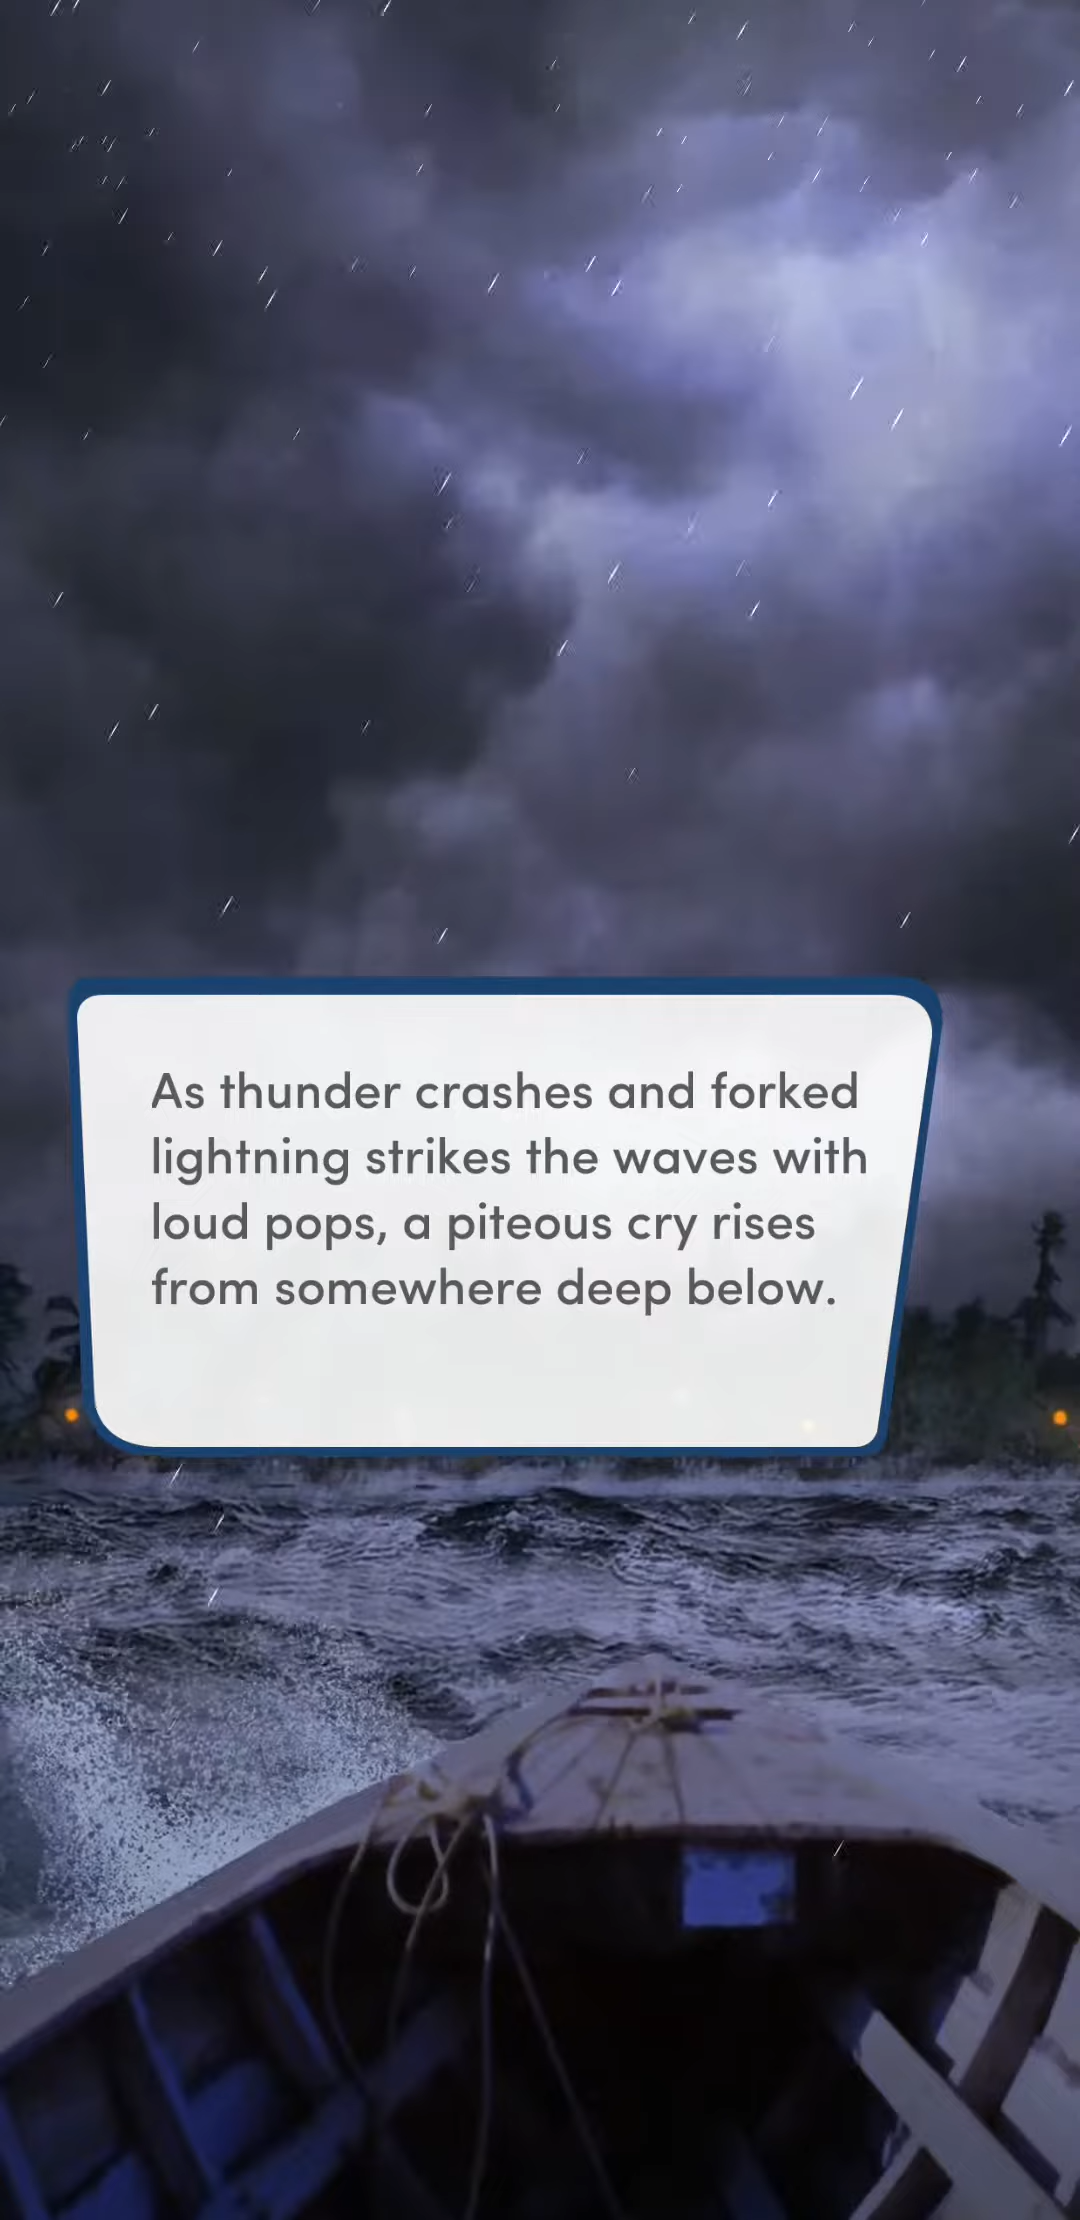 As thunder crashes and forked
lightning strikes the waves with
loud pops, a piteous cry rises
from somewhere deep below.